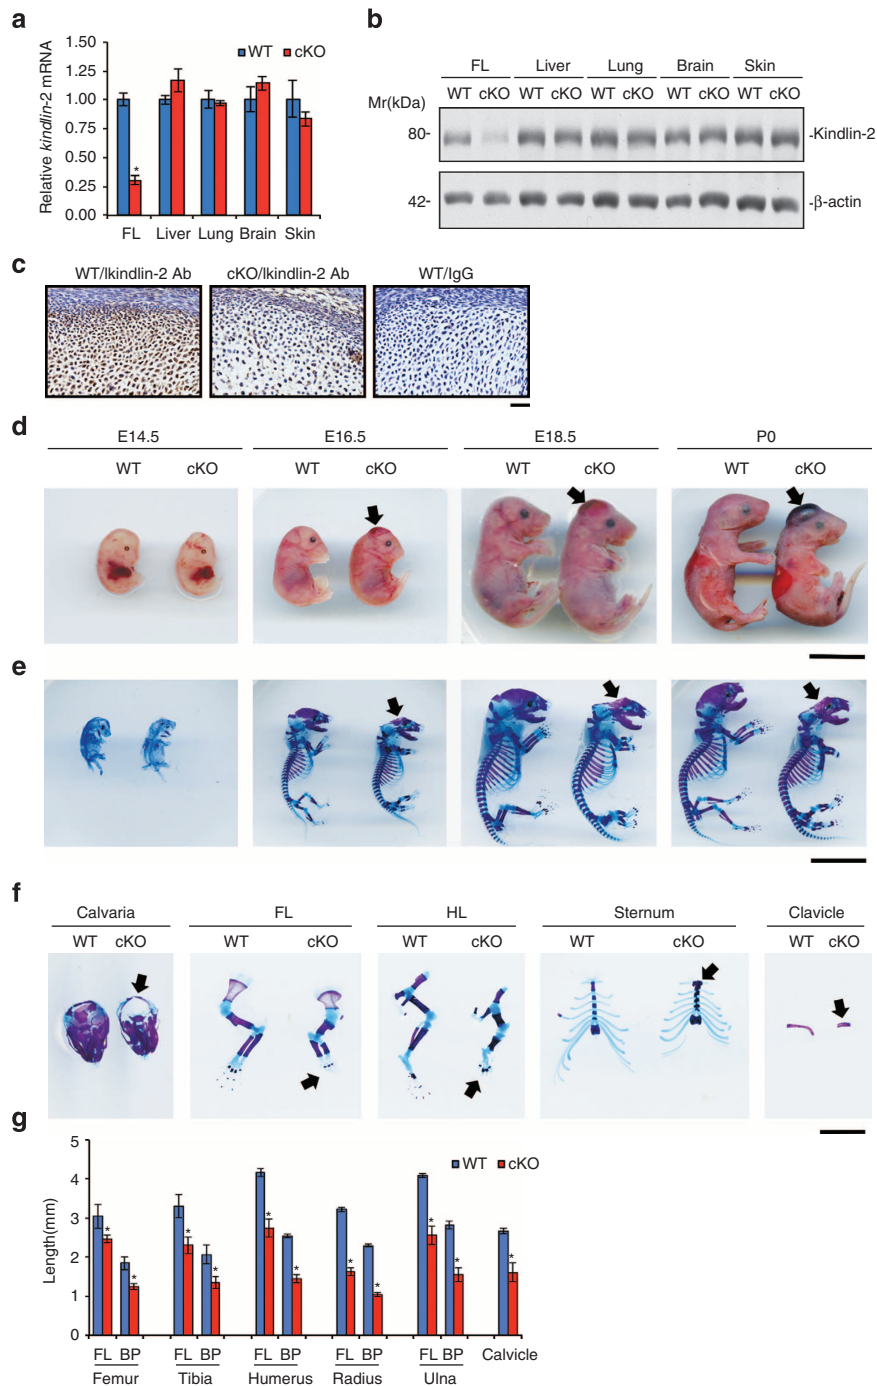 a
Relative kindlin-2 mRNA
1.50
1.25
1.00
0.75
0.50
0.25
0.00
WT cKO
*
FL Liver Lung Brain Skin
b
FL Liver Lung Brain Skin
Mr(kDa)
WT cKO WT cKO WT cKO WT cKO WT cKO
80- -Kindlin-2
42- -β-actin
c
WT/lkindlin-2 Ab cKO/lkindlin-2 Ab WT/IgG
d
E14.5 E16.5 E18.5 P0
WT cKO WT cKO WT cKO WT cKO
e
f
Calvaria FL HL Sternum Clavicle
WT cKO WT cKO WT cKO WT cKO WT cKO
g
Length(mm)
5
4
3
2
1
0
WT cKO
* * * * * * * * * * *
FL BP FL BP FL BP FL BP FL BP Calvicle
Femur Tibia Humerus Radius Ulna